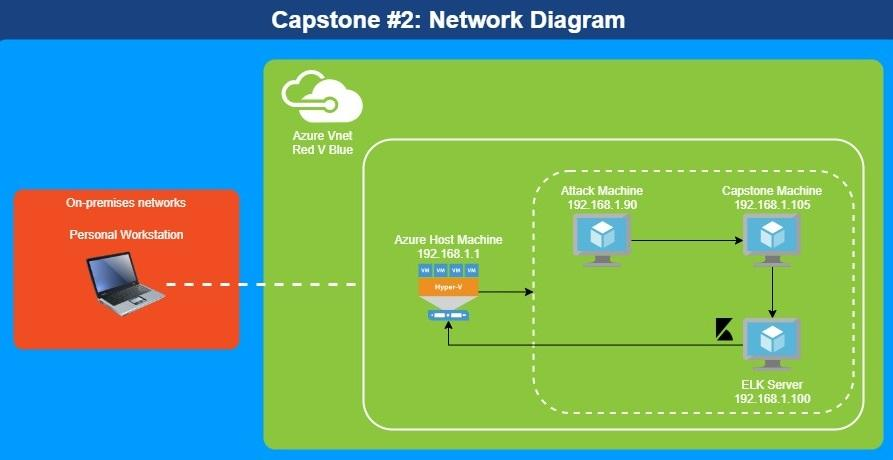 Capstone #2: Network Diagram
Azure Vnet
Red V Blue
On-premises networks
Personal Workstation
Azure Host Machine
192.168.1.1
VM VM VM VM
Hyper-V
Attack Machine
192.168.1.90
Capstone Machine
192.168.1.105
ELK Server
192.168.1.100